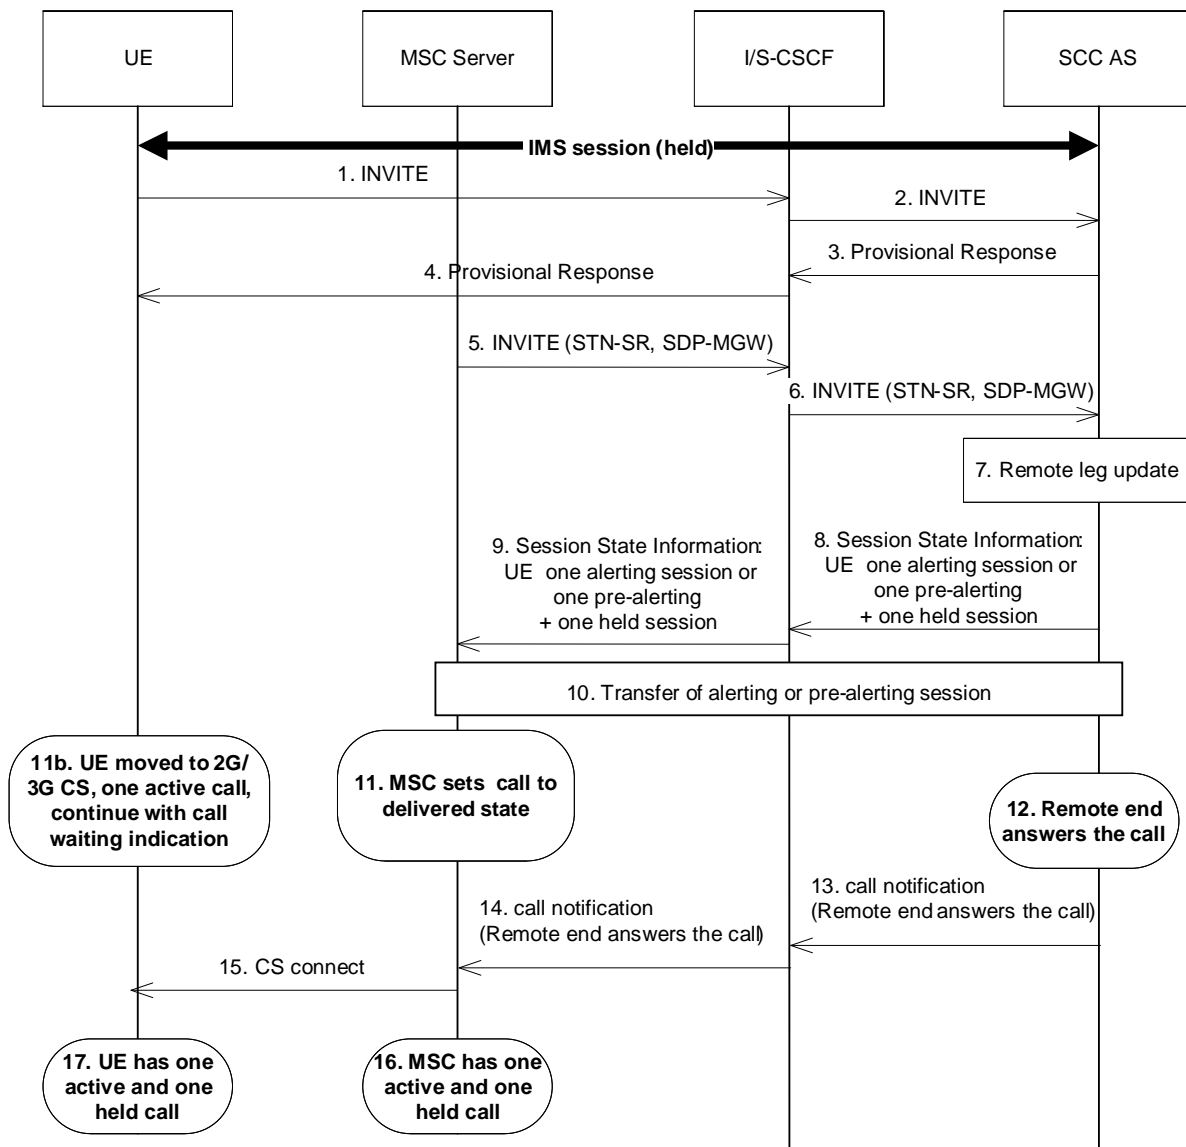 UE
MSC Server
I/S-CSCF
SCC AS
IMS session (held)
1. INVITE
2. INVITE
3. Provisional Response
4. Provisional Response
5. INVITE (STN-SR, SDP-MGW)
6. INVITE (STN-SR, SDP-MGW)
7. Remote leg update
8. Session State Information:
UE one alerting session or
one pre-alerting
+ one held session
9. Session State Information:
UE one alerting session or
one pre-alerting
+ one held session
10. Transfer of alerting or pre-alerting session
11b. UE moved to 2G/
3G CS, one active call,
continue with call
waiting indication
11. MSC sets call to
delivered state
12. Remote end
answers the call
13. call notification
(Remote end answers the call)
14. call notification
(Remote end answers the call)
15. CS connect
17. UE has one
active and one
held call
16. MSC has one
active and one
held call